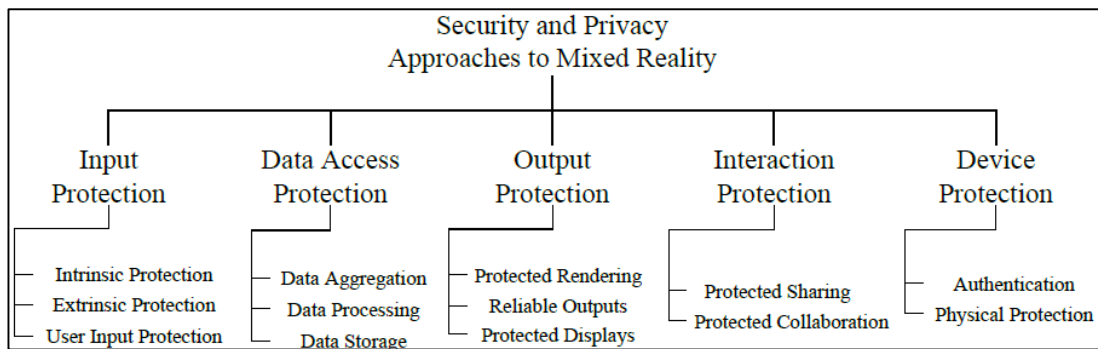 Security and Privacy
Approaches to Mixed Reality
Input
Protection
Intrinsic Protection
Extrinsic Protection
User Input Protection
Data Access
Protection
Data Aggregation
Data Processing
Data Storage
Output
Protection
Protected Rendering
Reliable Outputs
Protected Displays
Interaction
Protection
Protected Sharing
Protected Collaboration
Device
Protection
Authentication
Physical Protection